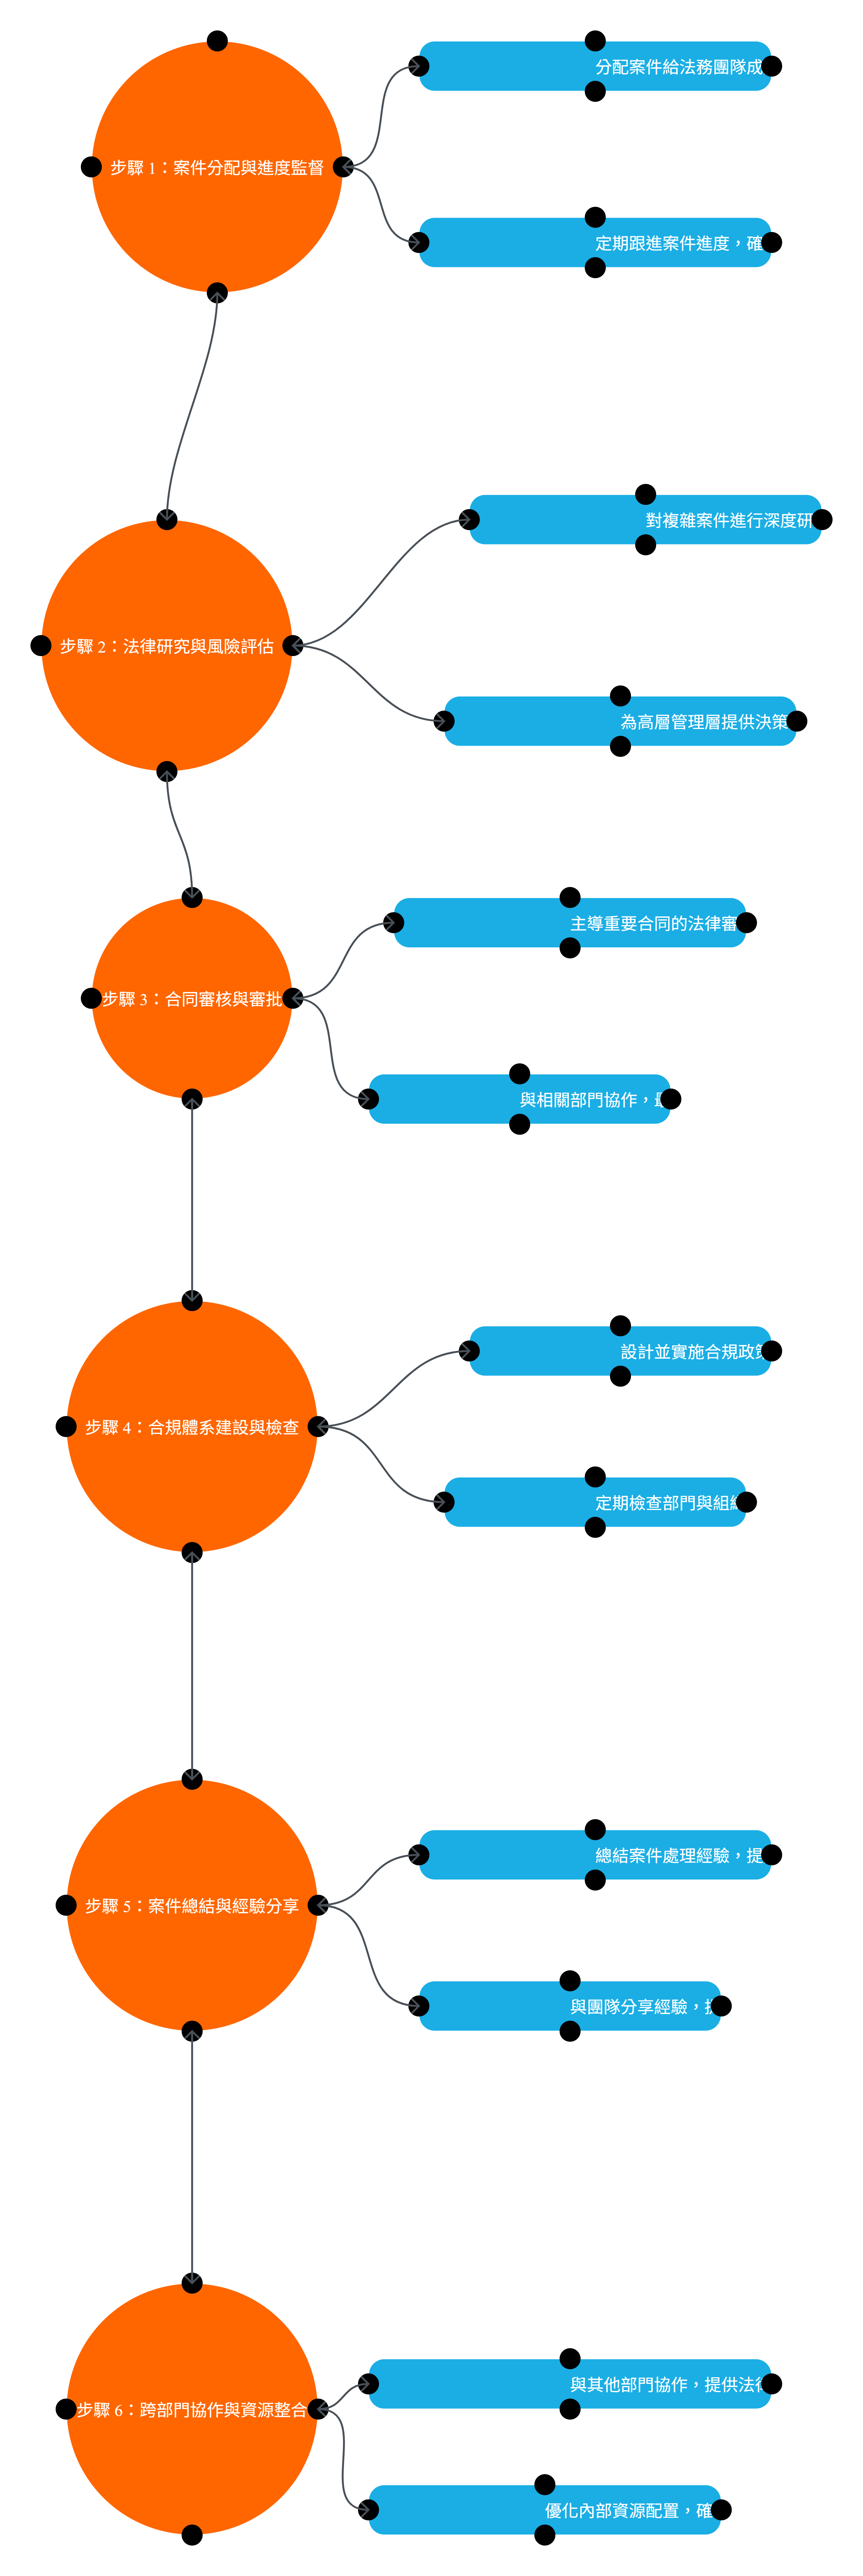 分配案件給法務團隊成
步驟 1：案件分配與進度監督
定期跟進案件進度，確
對複雜案件進行深度研
步驟 2：法律研究與風險評估
為高層管理層提供決策
主導重要合同的法律審
步驟 3：合同審核與審批
與相關部門協作，
設計並實施合規政策
步驟 4：合規體系建設與檢查
定期檢查部門與組織
總結案件處理經驗，提
步驟 5：案件總結與經驗分享
與團隊分享經驗，
與其他部門協作，提供法律
步驟 6：跨部門協作與資源整合
優化內部資源配置，確